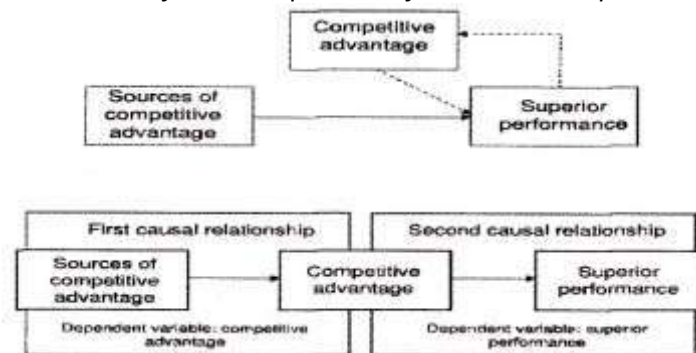 Competitive
advantage
Sources of
competitive
advantage
Superior
performance
First causal relationship
Second causal relationship
Sources of
competitive
advantage
Competitive
advantage
Superior
performance
Dependent variable: competitive
advantage
Dependent variable: superior
performance